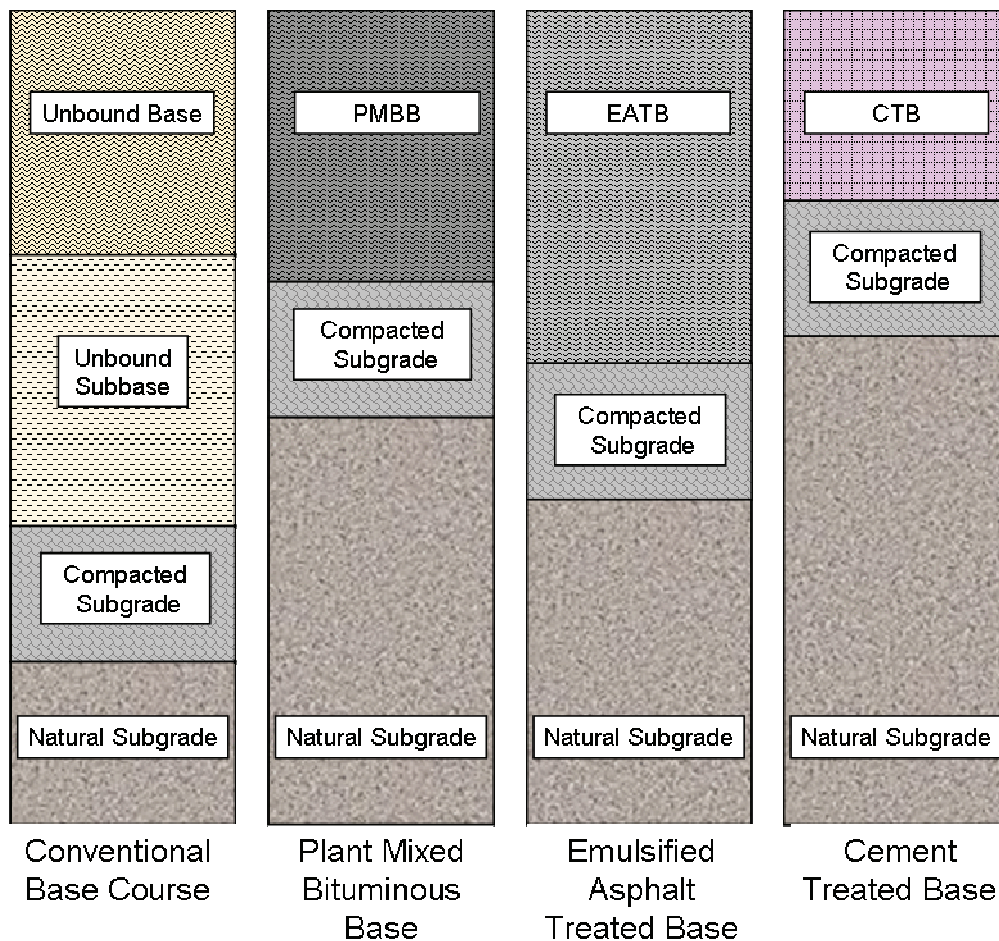 Unbound Base
Unbound
Subbase
Compacted
Subgrade
Natural Subgrade
Conventional
Base Course
PMBB
Compacted
Subgrade
Natural Subgrade
Plant Mixed
Bituminous
Base
EATB
Compacted
Subgrade
Natural Subgrade
Emulsified
Asphalt
Treated Base
CTB
Compacted
Subgrade
Natural Subgrade
Cement
Treated Base